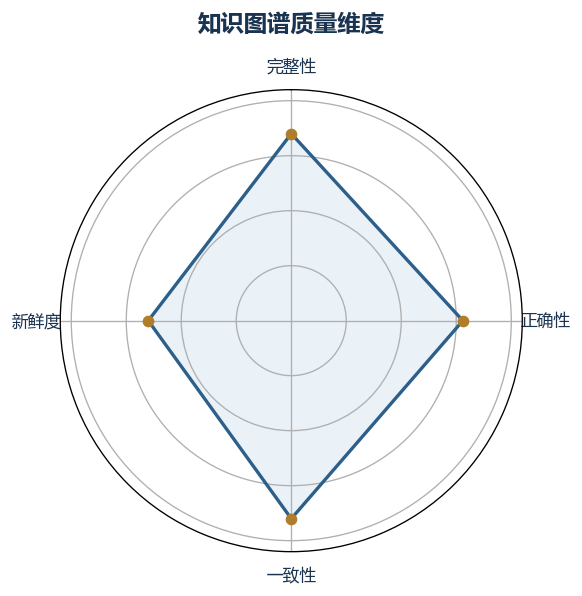 知识图谱质量维度
完整性
新鲜度
正确性
一致性